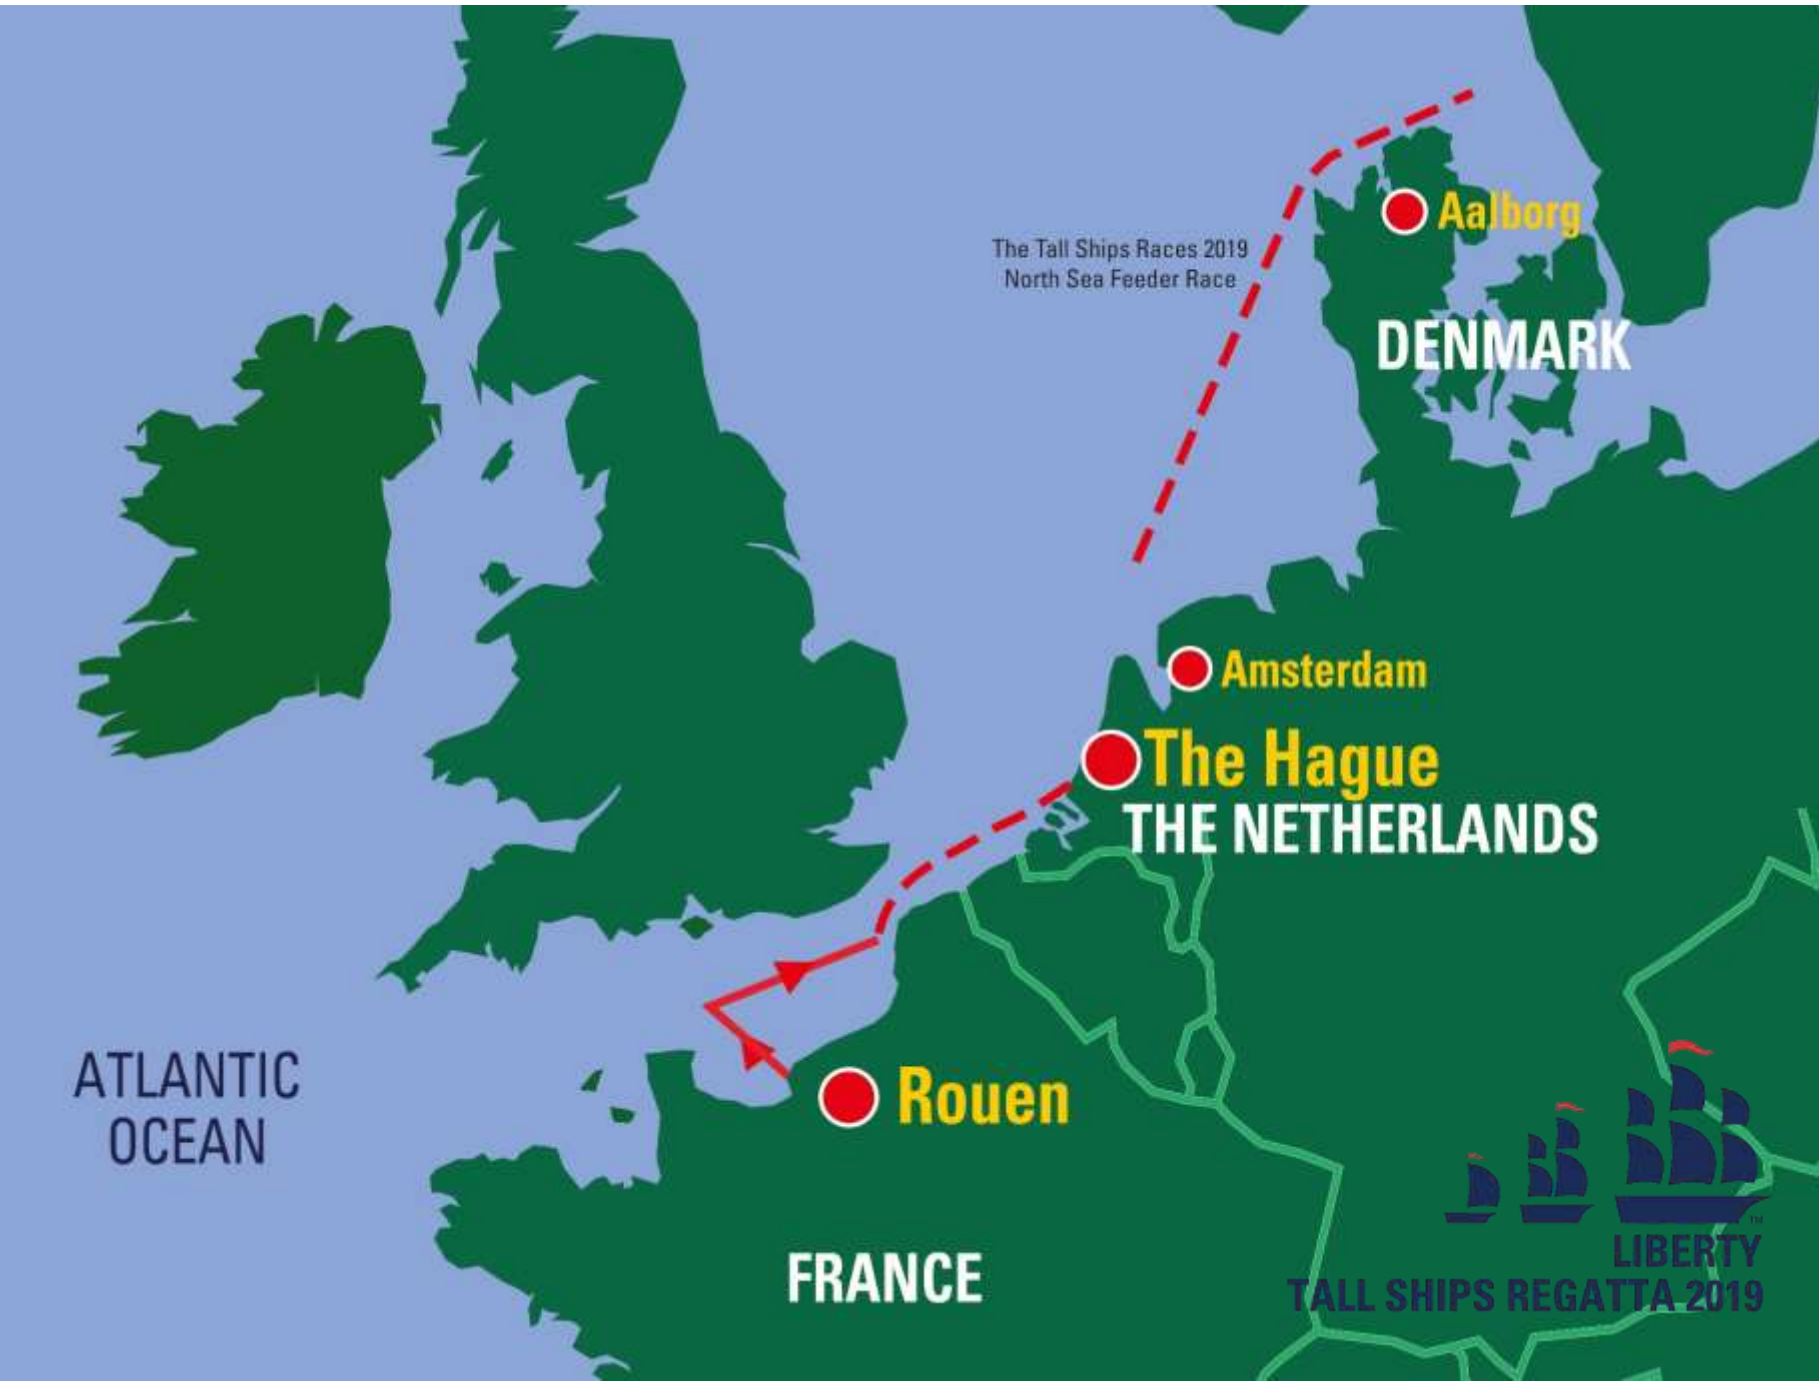 The Tall Ships Races 2019
North Sea Feeder Race
Aalborg
DENMARK
Amsterdam
The Hague
THE NETHERLANDS
ATLANTIC
OCEAN
Rouen
FRANCE
TM
LIBERTY
TALL SHIPS REGATTA 2019